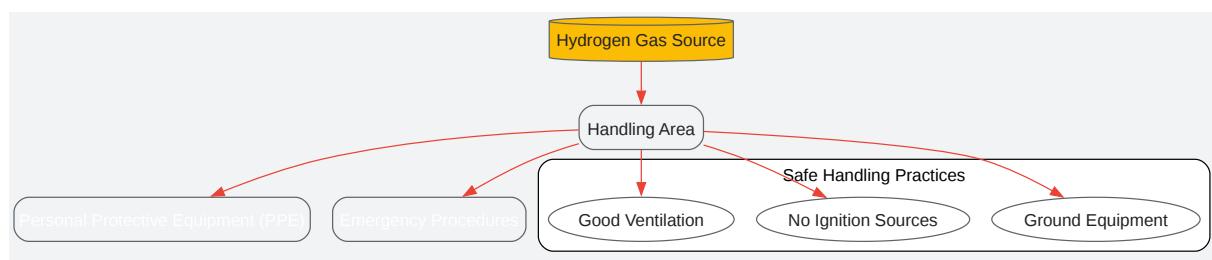 Hydrogen Gas Source
Handling Area
Safe Handling Practices
Personal Protective Equipment (PPE)
Emergency Procedures
Good Ventilation
No Ignition Sources
Ground Equipment